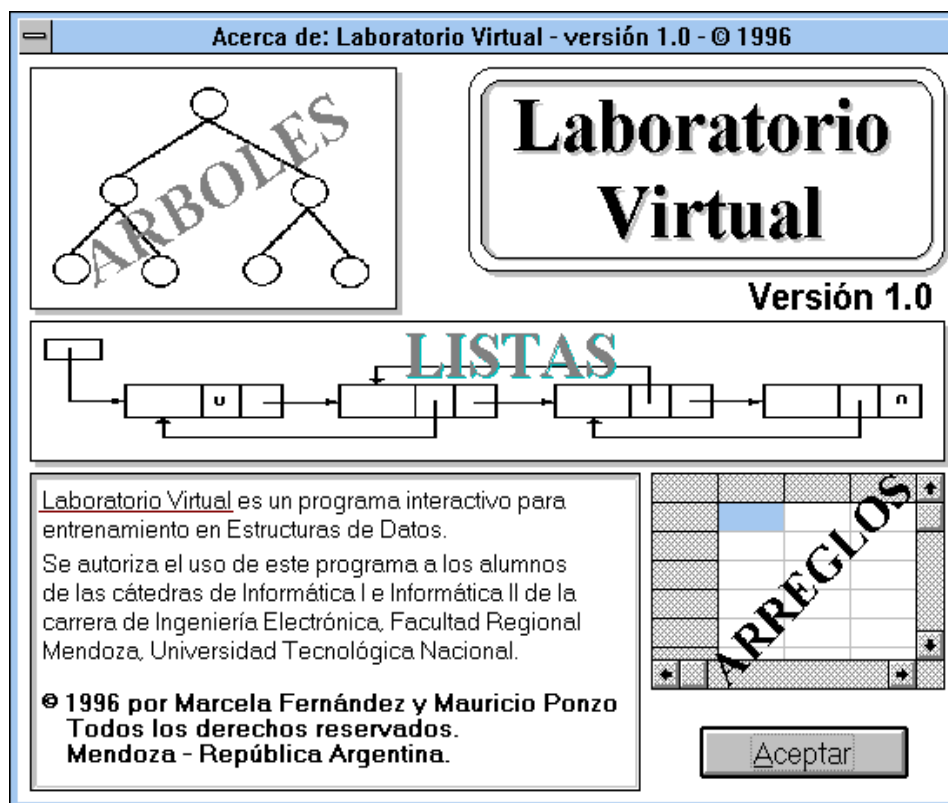 Acerca de: Laboratorio Virtual - versión 1.0 - © 1996
ARBOLES
Laboratorio
Virtual
Versión 1.0
LISTAS
U
n
Laboratorio Virtual es un programa interactivo para
entrenamiento en Estructuras de Datos.
Se autoriza el uso de este programa a los alumnos
de las cátedras de Informática I e Informática II de la
carrera de Ingeniería Electrónica, Facultad Regional
Mendoza, Universidad Tecnológica Nacional.
© 1996 por Marcela Fernández y Mauricio Ponzo
Todos los derechos reservados.
Mendoza - República Argentina.
ARREGLOS
Aceptar